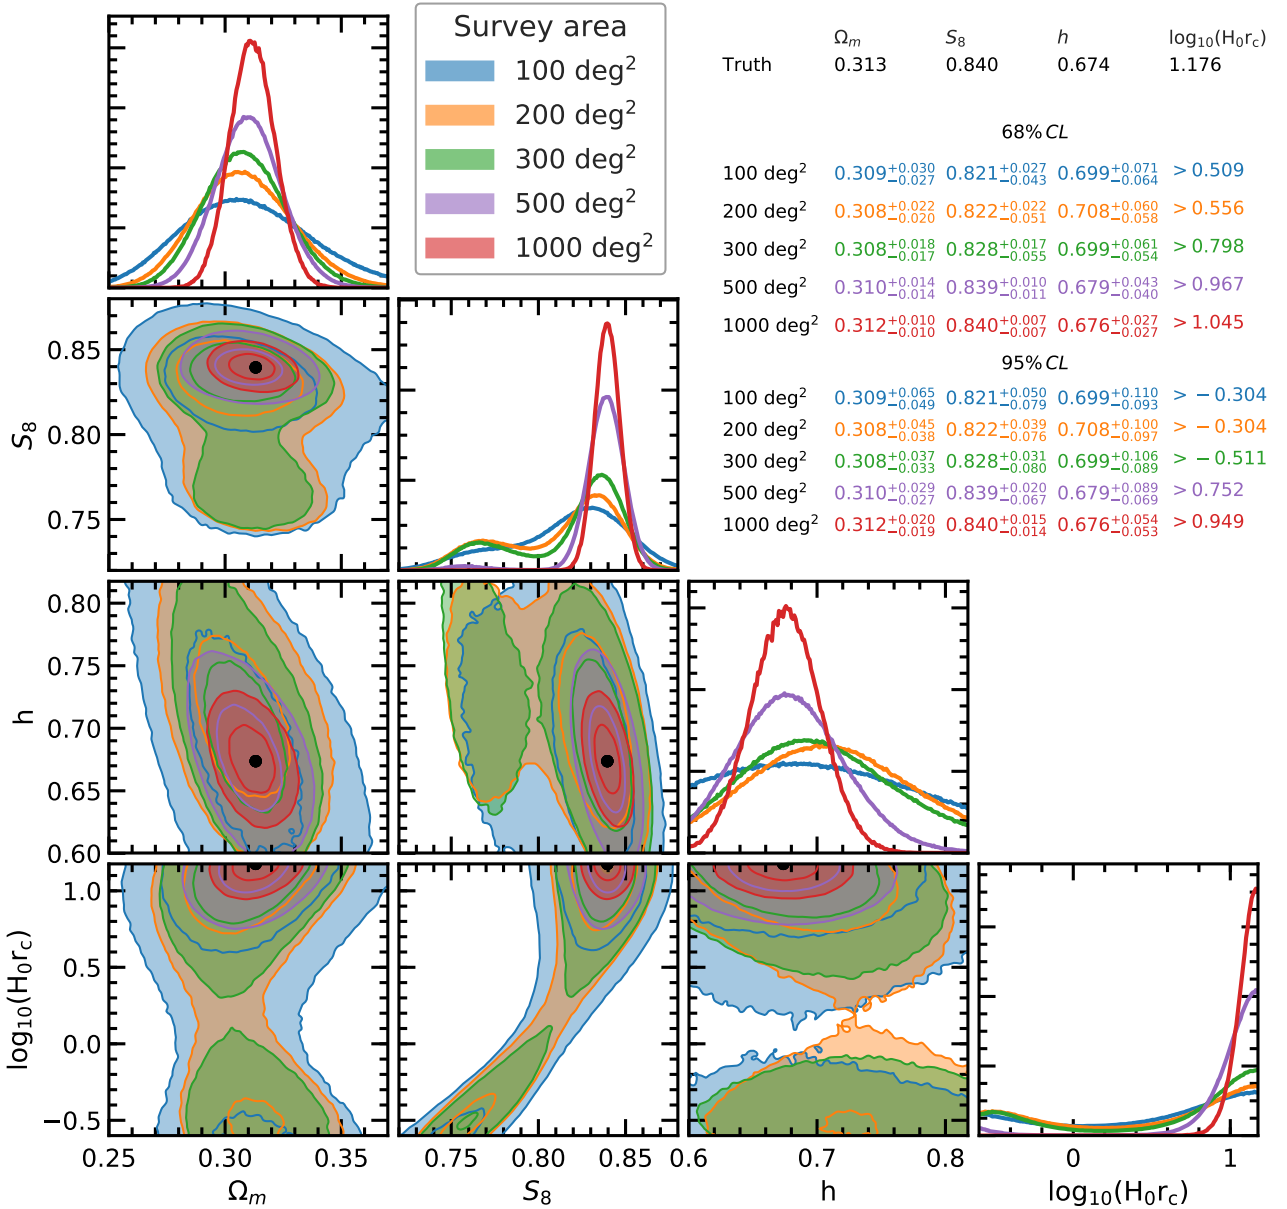 Survey area
100 deg²
200 deg²
300 deg²
500 deg²
1000 deg²
Ωₘ S₈ h log₁₀(H₀r_c)
Truth 0.313 0.840 0.674 1.176
68% CL
100 deg² 0.309+0.030−0.027 0.821+0.027−0.043 0.699+0.071−0.064 > 0.509
200 deg² 0.308+0.022−0.020 0.822+0.022−0.051 0.708+0.060−0.058 > 0.556
300 deg² 0.308+0.018−0.017 0.828+0.017−0.055 0.699+0.061−0.054 > 0.798
500 deg² 0.310+0.014−0.014 0.839+0.010−0.011 0.679+0.043−0.040 > 0.967
1000 deg² 0.312+0.010−0.010 0.840+0.007−0.007 0.676+0.027−0.027 > 1.045
95% CL
100 deg² 0.309+0.065−0.049 0.821+0.050−0.079 0.699+0.110−0.093 > −0.304
200 deg² 0.308+0.045−0.038 0.822+0.039−0.076 0.708+0.100−0.097 > −0.304
300 deg² 0.308+0.037−0.033 0.828+0.031−0.080 0.699+0.106−0.089 > −0.511
500 deg² 0.310+0.029−0.027 0.839+0.020−0.067 0.679+0.089−0.069 > 0.752
1000 deg² 0.312+0.020−0.019 0.840+0.015−0.014 0.676+0.054−0.053 > 0.949
S₈
0.85
0.80
0.75
h
0.80
0.75
0.70
0.65
0.60
log₁₀(H₀r_c)
1.0
0.5
0.0
−0.5
0.25 0.30 0.35
0.75 0.80 0.85
0.6 0.7 0.8
0 1
Ωₘ S₈ h log₁₀(H₀r_c)